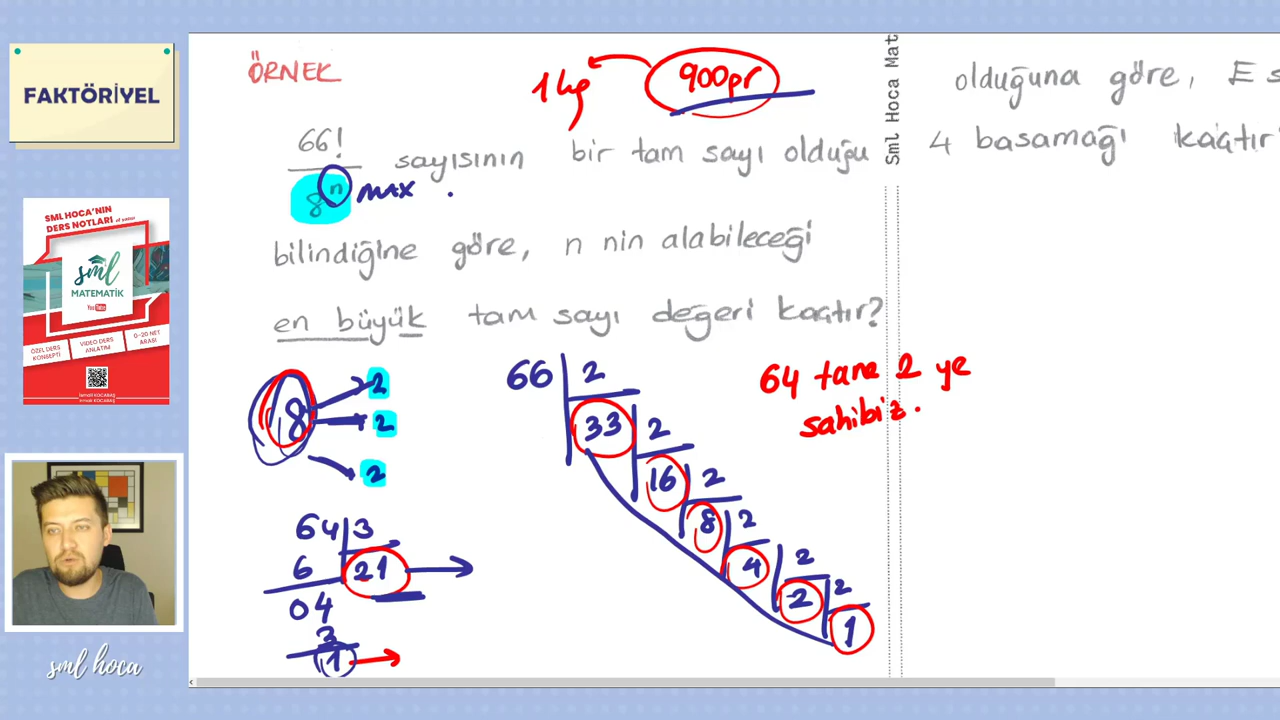 FAKTÖRİYEL
SML HOCA'NIN
DERS NOTLARI
sml
MATEMATİK
YouTube
ÖZEL DERS
KONSEPTİ
VIDEO DERS
ANLATIM
0-20 NET
ARASI
sml hoca
ÖRNEK
1 kg
900 pr
66!
8ⁿ
MAX .
sayısının bir tam sayı olduğu
bilindiğine göre, n nin alabileceği
en büyük tam sayı değeri kaçtır?
8
2
2
2
64 3
6 21
04
3
1
66 2
33 2
16 2
8 2
4 2
2 2
1
64 tane 2 ye
sahibiz.
Sml Hoca Mat
olduğuna göre, E s
4 basamağı kaçtır